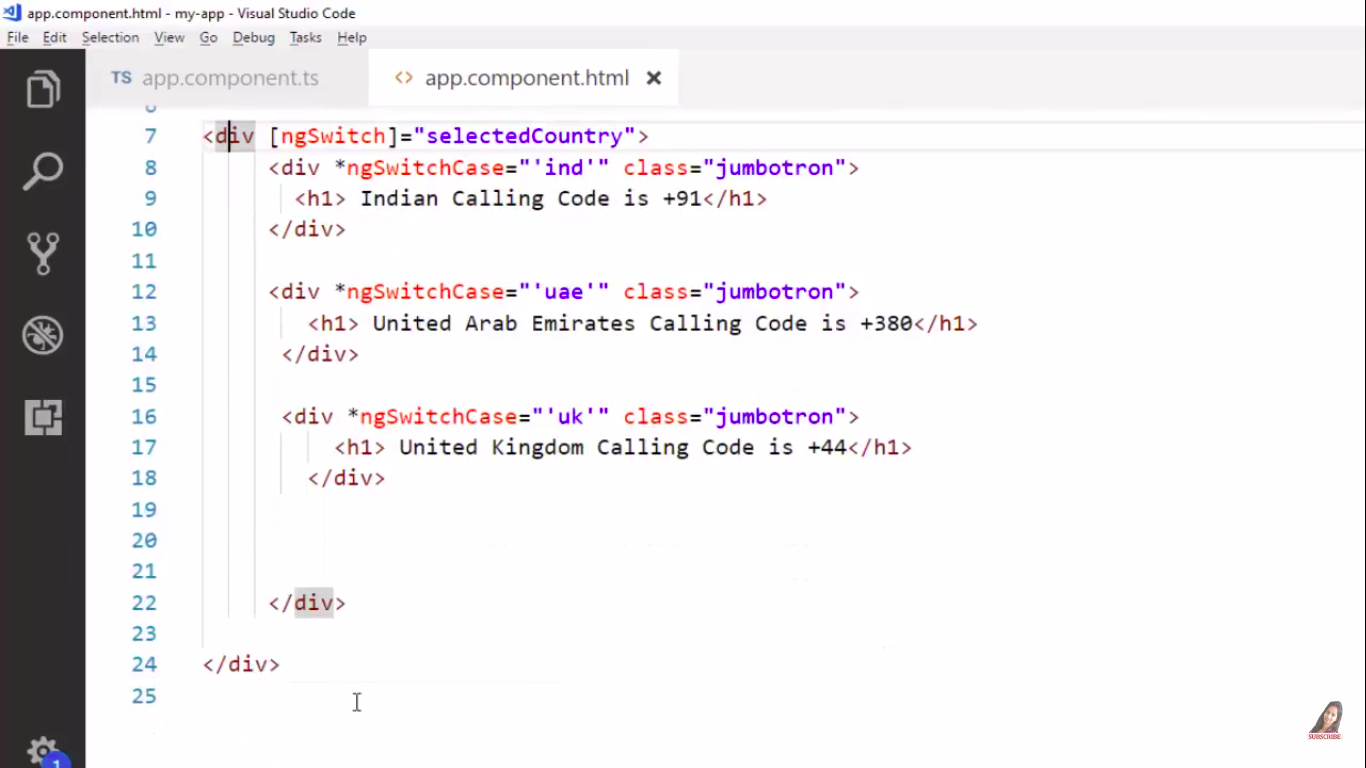 app.component.html - my-app - Visual Studio Code
File Edit Selection View Go Debug Tasks Help
TS app.component.ts <> app.component.html ×
6
7 <div [ngSwitch]="selectedCountry">
8 <div *ngSwitchCase="'ind'" class="jumbotron">
9 <h1> Indian Calling Code is +91</h1>
10 </div>
11
12 <div *ngSwitchCase="'uae'" class="jumbotron">
13 <h1> United Arab Emirates Calling Code is +380</h1>
14 </div>
15
16 <div *ngSwitchCase="'uk'" class="jumbotron">
17 <h1> United Kingdom Calling Code is +44</h1>
18 </div>
19
20
21
22 </div>
23
24 </div>
25
SUBSCRIBE
1